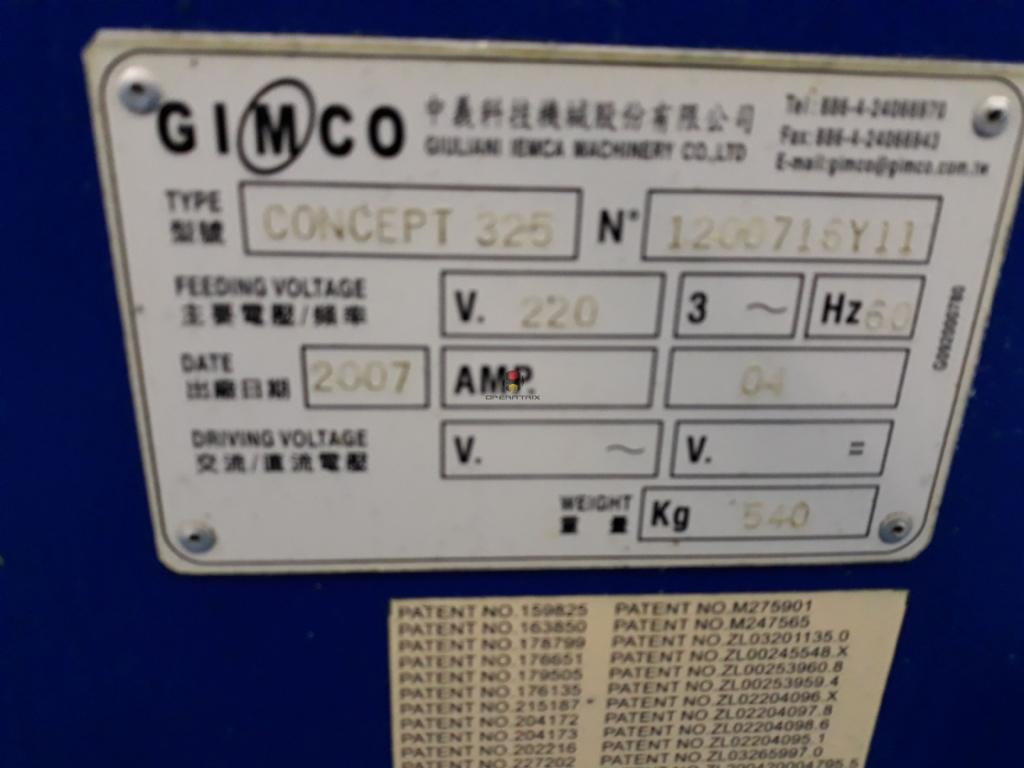 GIMCO 中義科技機械股份有限公司 Tel: 886-4-24066870
GIULIANI IEMCA MACHINERY CO.,LTD Fax: 886-4-24066843
E-mail:gimco@gimco.com.tw
TYPE CONCEPT 325 N° 1200716Y11
型號
FEEDING VOLTAGE V. 220 3 ～ Hz 60
主要電壓/頻率
G092000780
DATE 2007 AMP. 04
出廠日期
OPERATRIX
DRIVING VOLTAGE V. ～ V. =
交流/直流電壓
WEIGHT Kg 540
重量
PATENT NO.159825 PATENT NO.M275901
PATENT NO.163850 PATENT NO.M247565
PATENT NO.178799 PATENT NO.ZL03201135.0
PATENT NO.176651 PATENT NO.ZL00245548.X
PATENT NO.179505 PATENT NO.ZL00253960.8
PATENT NO.176135 PATENT NO.ZL00253959.4
PATENT NO.215187 PATENT NO.ZL02204096.X
PATENT NO.204172 PATENT NO.ZL02204097.8
PATENT NO.204173 PATENT NO.ZL02204098.6
PATENT NO.202216 PATENT NO.ZL02204095.1
PATENT NO.227202 PATENT NO.ZL03265997.0